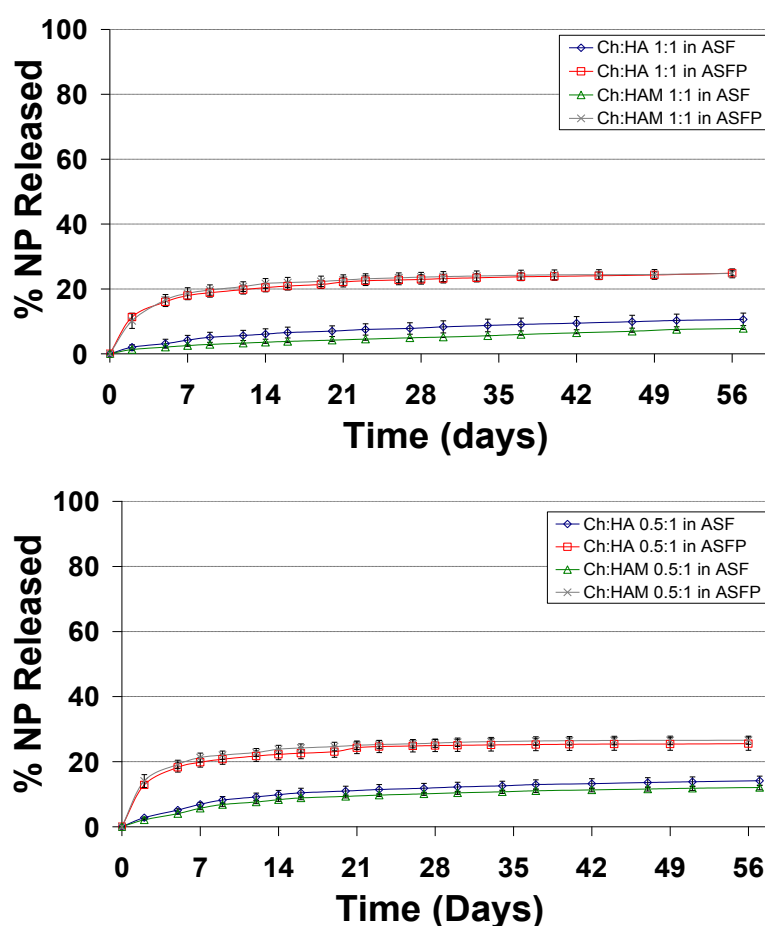 100
80
60
40
20
0
% NP Released
Ch:HA 1:1 in ASF
Ch:HA 1:1 in ASFP
Ch:HAM 1:1 in ASF
Ch:HAM 1:1 in ASFP
0 7 14 21 28 35 42 49 56
Time (days)
100
80
60
40
20
0
% NP Released
Ch:HA 0.5:1 in ASF
Ch:HA 0.5:1 in ASFP
Ch:HAM 0.5:1 in ASF
Ch:HAM 0.5:1 in ASFP
0 7 14 21 28 35 42 49 56
Time (Days)